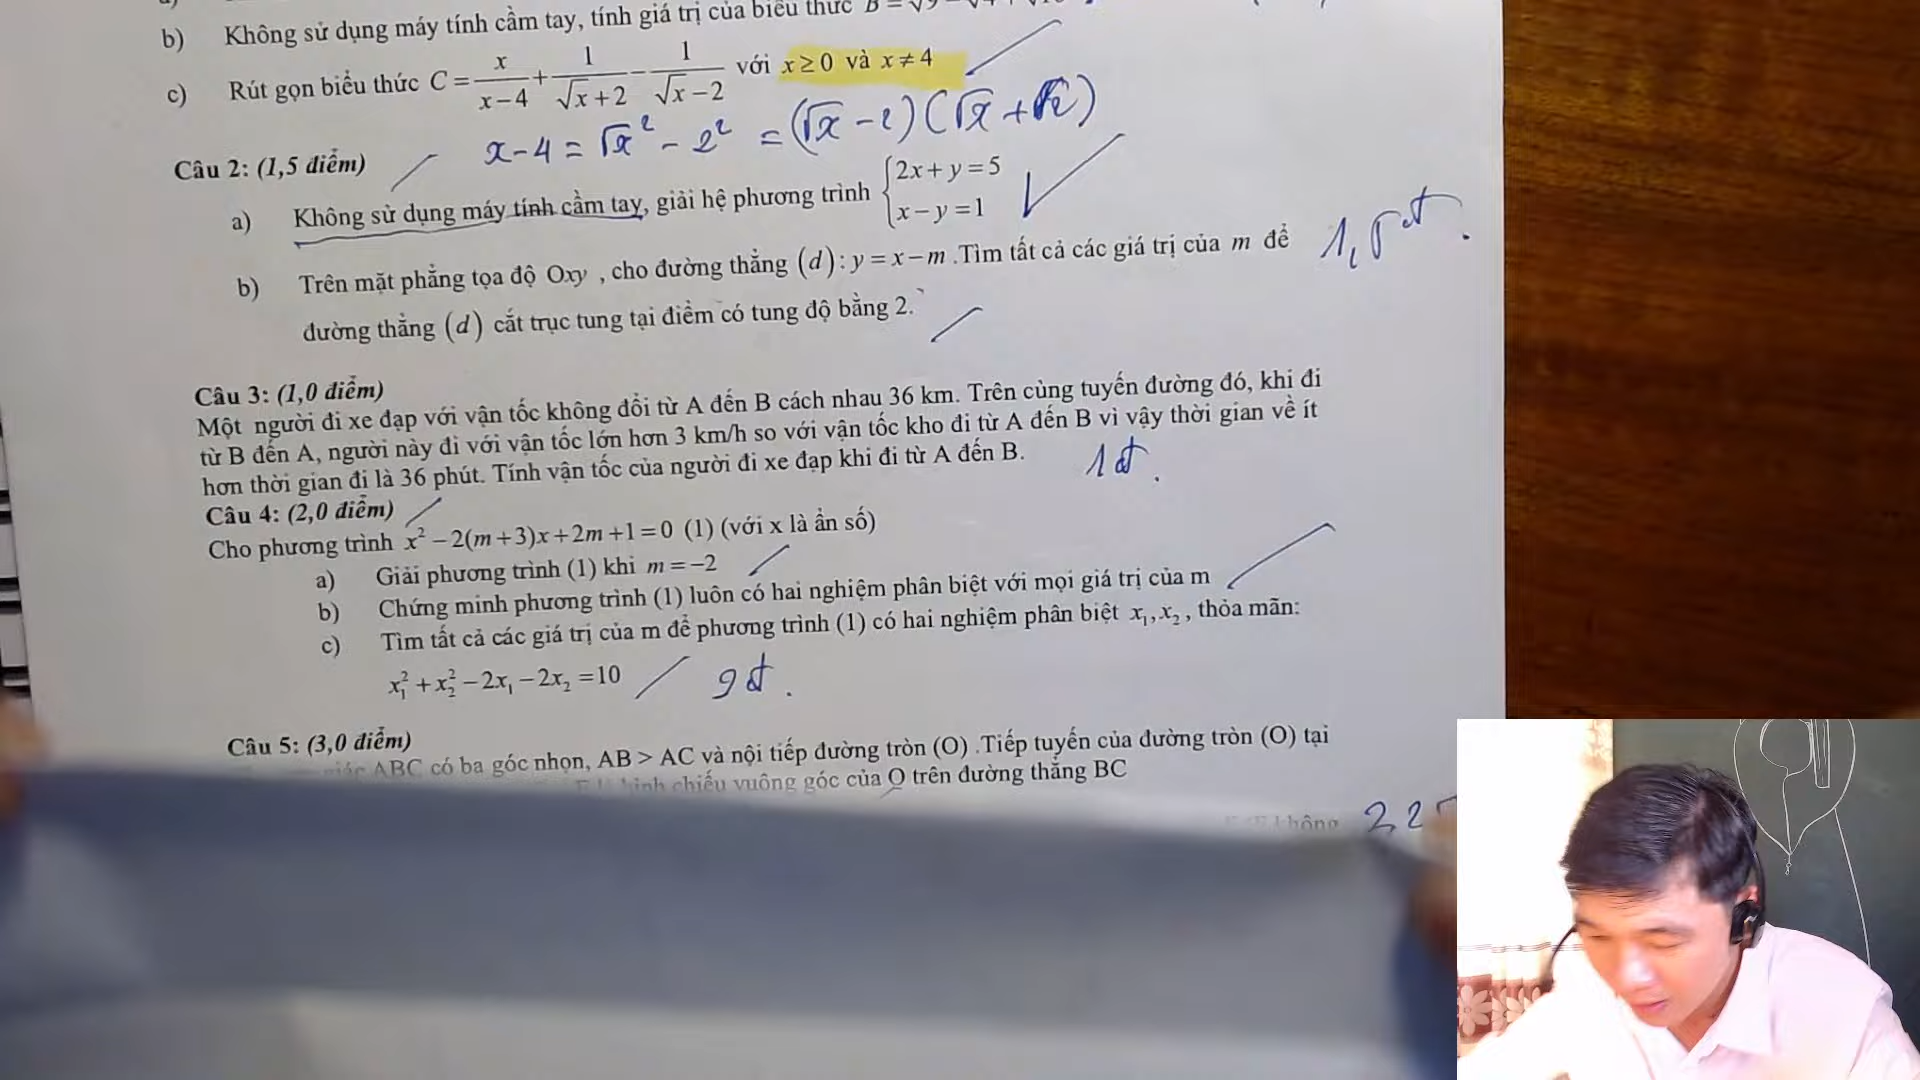 b) Không sử dụng máy tính cầm tay, tính giá trị của biểu thức B =
c) Rút gọn biểu thức C = x/(x−4) + 1/(√x+2) − 1/(√x−2) với x ≥ 0 và x ≠ 4
x−4 = √x² − 2² = (√x − 2)(√x + 2)
Câu 2: (1,5 điểm)
a) Không sử dụng máy tính cầm tay, giải hệ phương trình { 2x + y = 5
x − y = 1
b) Trên mặt phẳng tọa độ Oxy , cho đường thẳng (d): y = x − m .Tìm tất cả các giá trị của m để
đường thẳng (d) cắt trục tung tại điểm có tung độ bằng 2.
1,5đ.
Câu 3: (1,0 điểm)
Một người đi xe đạp với vận tốc không đổi từ A đến B cách nhau 36 km. Trên cùng tuyến đường đó, khi đi
từ B đến A, người này đi với vận tốc lớn hơn 3 km/h so với vận tốc kho đi từ A đến B vì vậy thời gian về ít
hơn thời gian đi là 36 phút. Tính vận tốc của người đi xe đạp khi đi từ A đến B.
1đ.
Câu 4: (2,0 điểm)
Cho phương trình x² − 2(m+3)x + 2m + 1 = 0 (1) (với x là ẩn số)
a) Giải phương trình (1) khi m = −2
b) Chứng minh phương trình (1) luôn có hai nghiệm phân biệt với mọi giá trị của m
c) Tìm tất cả các giá trị của m để phương trình (1) có hai nghiệm phân biệt x₁, x₂ , thỏa mãn:
x₁² + x₂² − 2x₁ − 2x₂ = 10
2đ.
Câu 5: (3,0 điểm)
giác ABC có ba góc nhọn, AB > AC và nội tiếp đường tròn (O) .Tiếp tuyến của đường tròn (O) tại
hình chiếu vuông góc của O trên đường thẳng BC
không